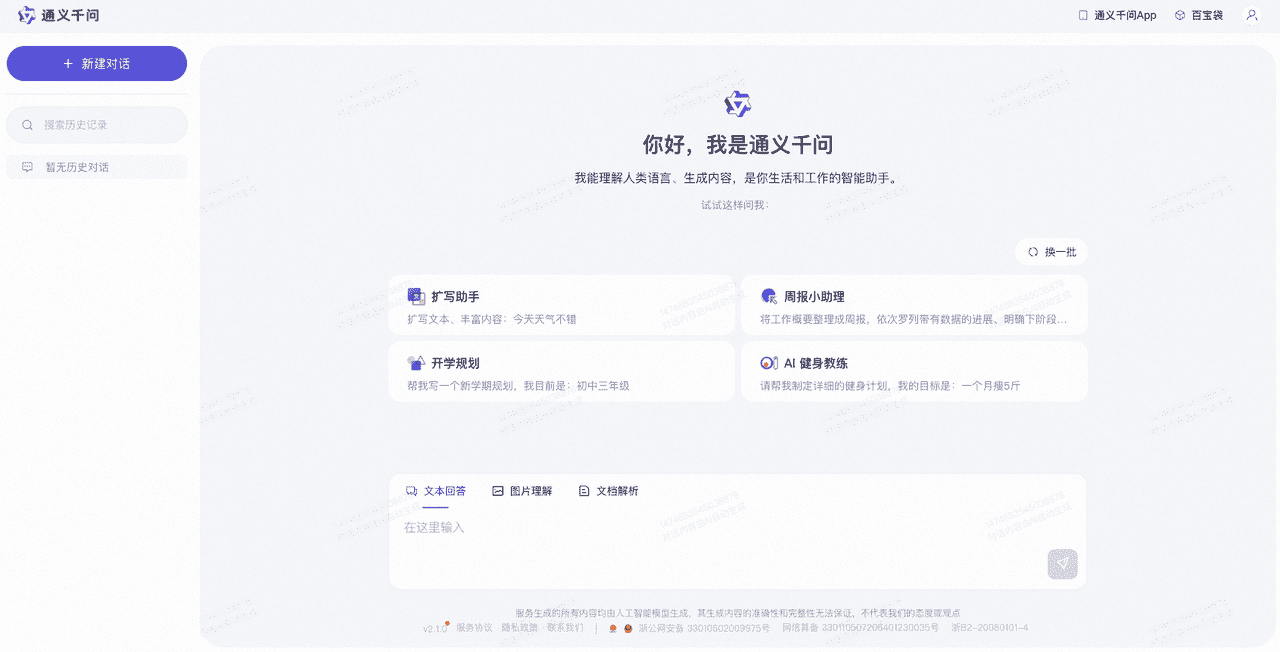 通义千问
通义千问App
百宝袋
新建对话
搜索历史记录
暂无历史对话
你好，我是通义千问
我能理解人类语言、生成内容，是你生活和工作的智能助手。
试试这样问我：
换一批
扩写助手
扩写文本、丰富内容：今天天气不错
周报小助理
将工作概要整理成周报，依次罗列带有数据的进展、明确下阶段...
开学规划
帮我写一个新学期规划，我目前是：初中三年级
AI 健身教练
请帮我制定详细的健身计划，我的目标是：一个月瘦5斤
文本回答 图片理解 文档解析
在这里输入
服务生成的所有内容均由人工智能模型生成，其生成内容的准确性和完整性无法保证，不代表我们的态度或观点
v2.1.0 服务协议 隐私政策 联系我们 | 浙公网安备 33010602009975号 网信算备 330110507206401230035号 浙B2-20080101-4